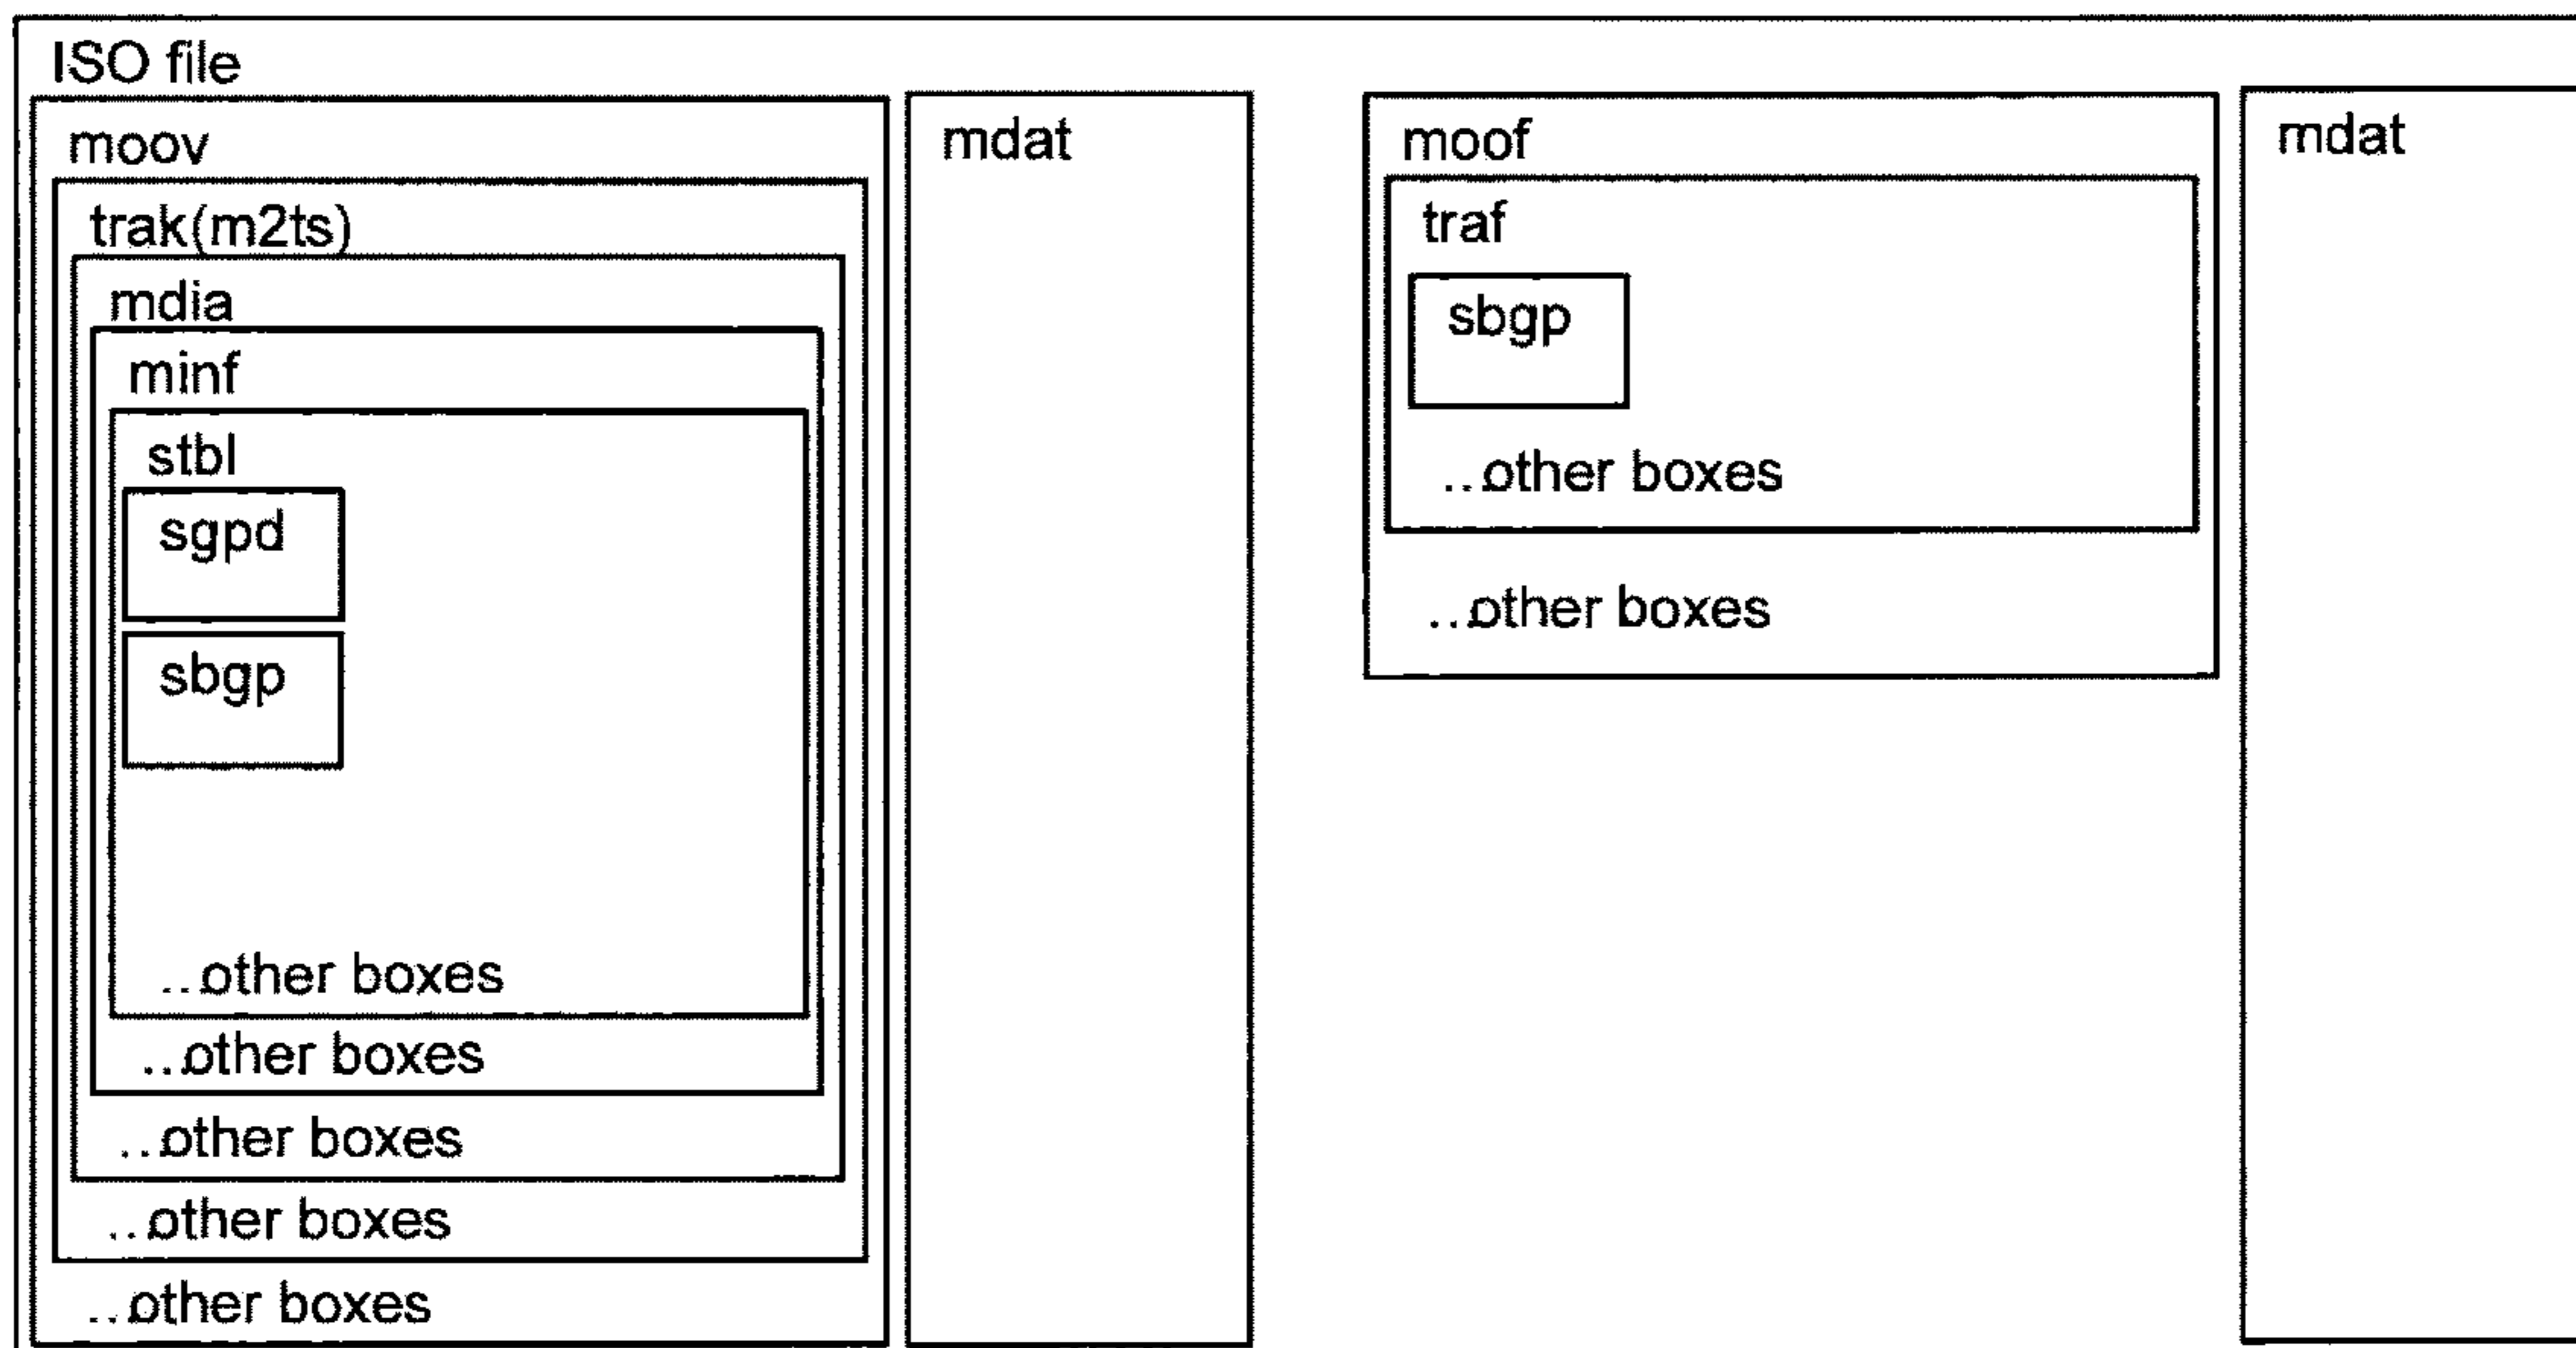 ISO file
moov
trak(m2ts)
mdia
minf
stbl
sgpd
sbgp
...other boxes
...other boxes
...other boxes
...other boxes
...other boxes
mdat
moof
traf
sbgp
...other boxes
...other boxes
mdat